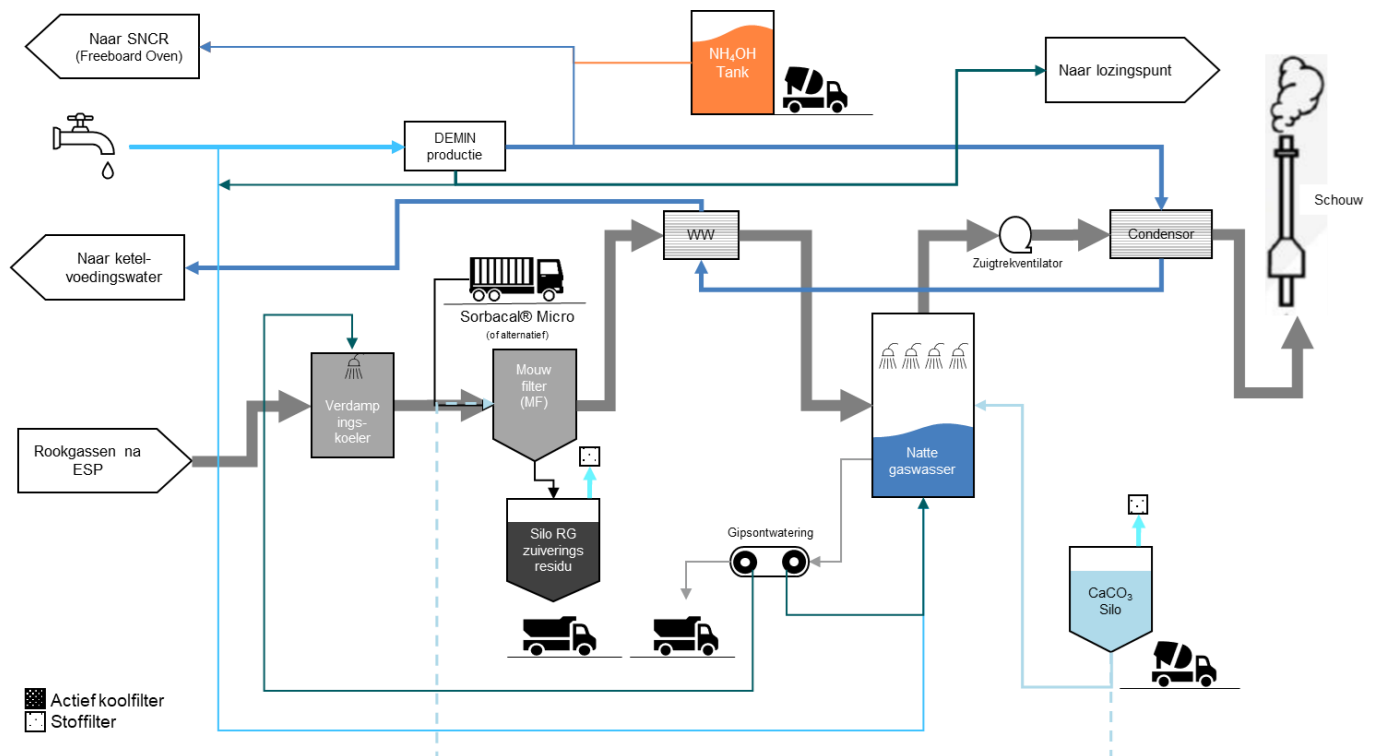 Naar SNCR
(Freeboard Oven)
NH₄OH
Tank
Naar lozingspunt
DEMIN
productie
Schouw
WW
Condensor
Zuigtrekventilator
Naar ketel-
voedingswater
Sorbacal® Micro
(of alternatief)
Mouw
filter
(MF)
Verdamp
ings-
koeler
Rookgassen na
ESP
Natte
gaswasser
Silo RG
zuiverings
residu
Gipsontwatering
CaCO₃
Silo
Actief koolfilter
Stoffilter